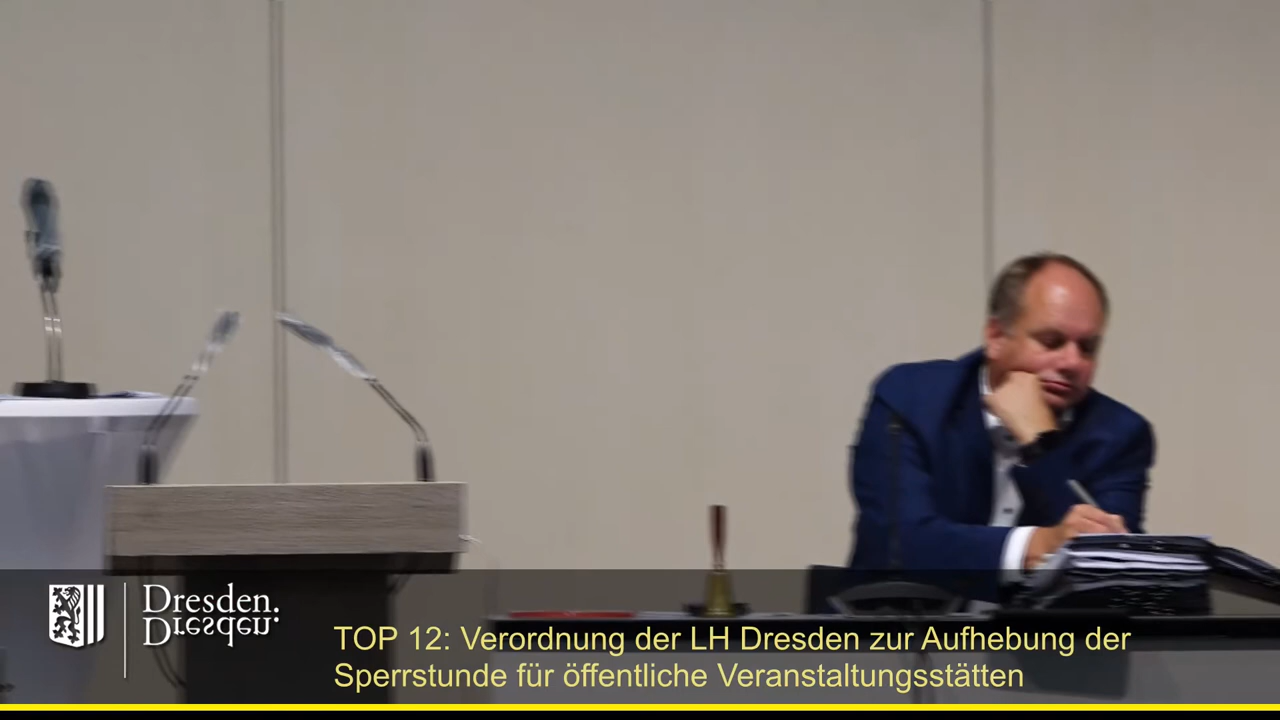 Dresden.
Dresden.
TOP 12: Verordnung der LH Dresden zur Aufhebung der
Sperrstunde für öffentliche Veranstaltungsstätten